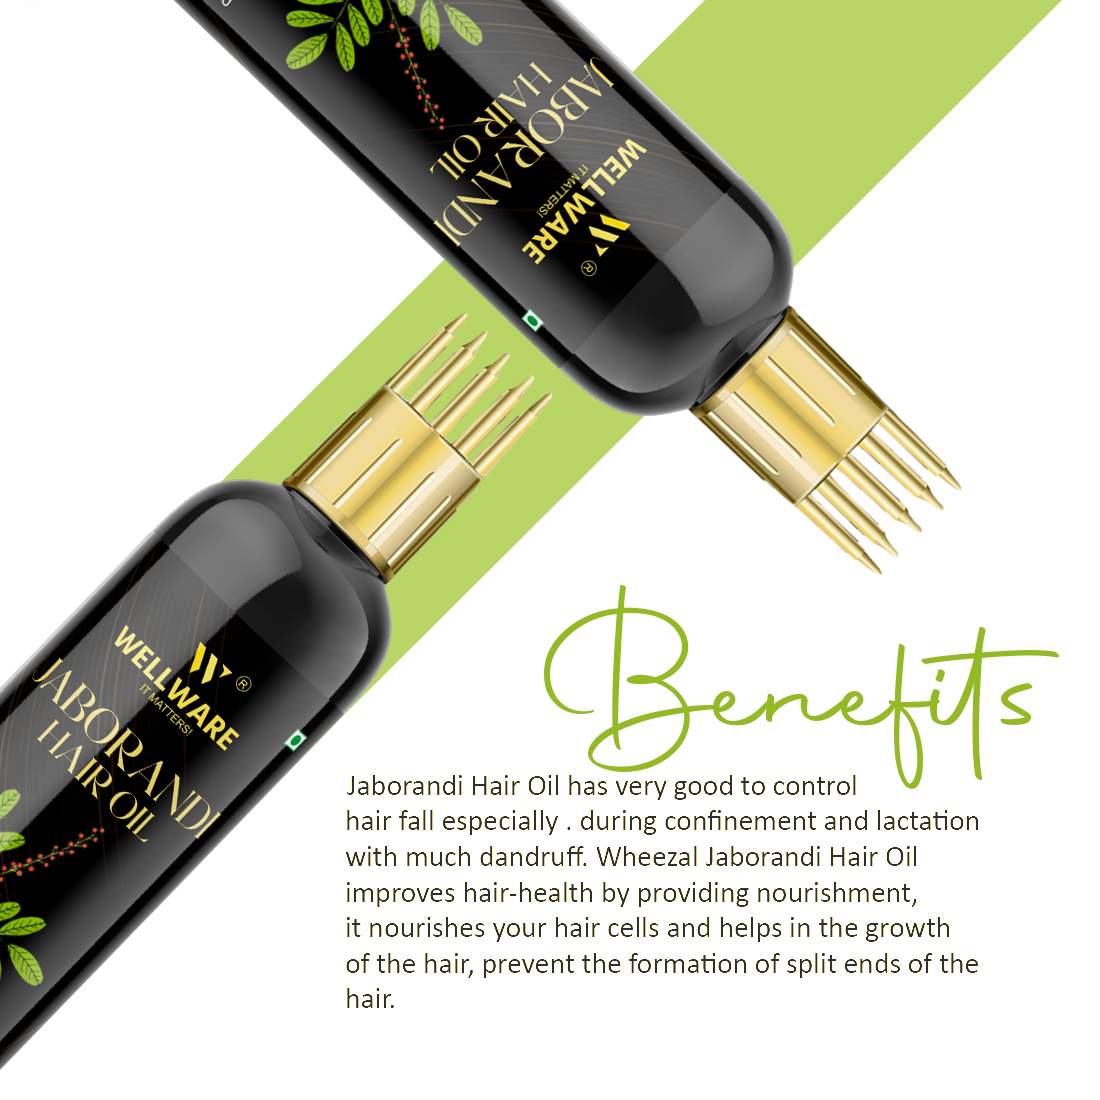 JABORANDI
HAIR OIL
WELLWARE
IT MATTERS!
W
®
W
®
WELLWARE
IT MATTERS!
JABORANDI
HAIR OIL
Benefits
Jaborandi Hair Oil has very good to control
hair fall especially . during confinement and lactation
with much dandruff. Wheezal Jaborandi Hair Oil
improves hair-health by providing nourishment,
it nourishes your hair cells and helps in the growth
of the hair, prevent the formation of split ends of the
hair.